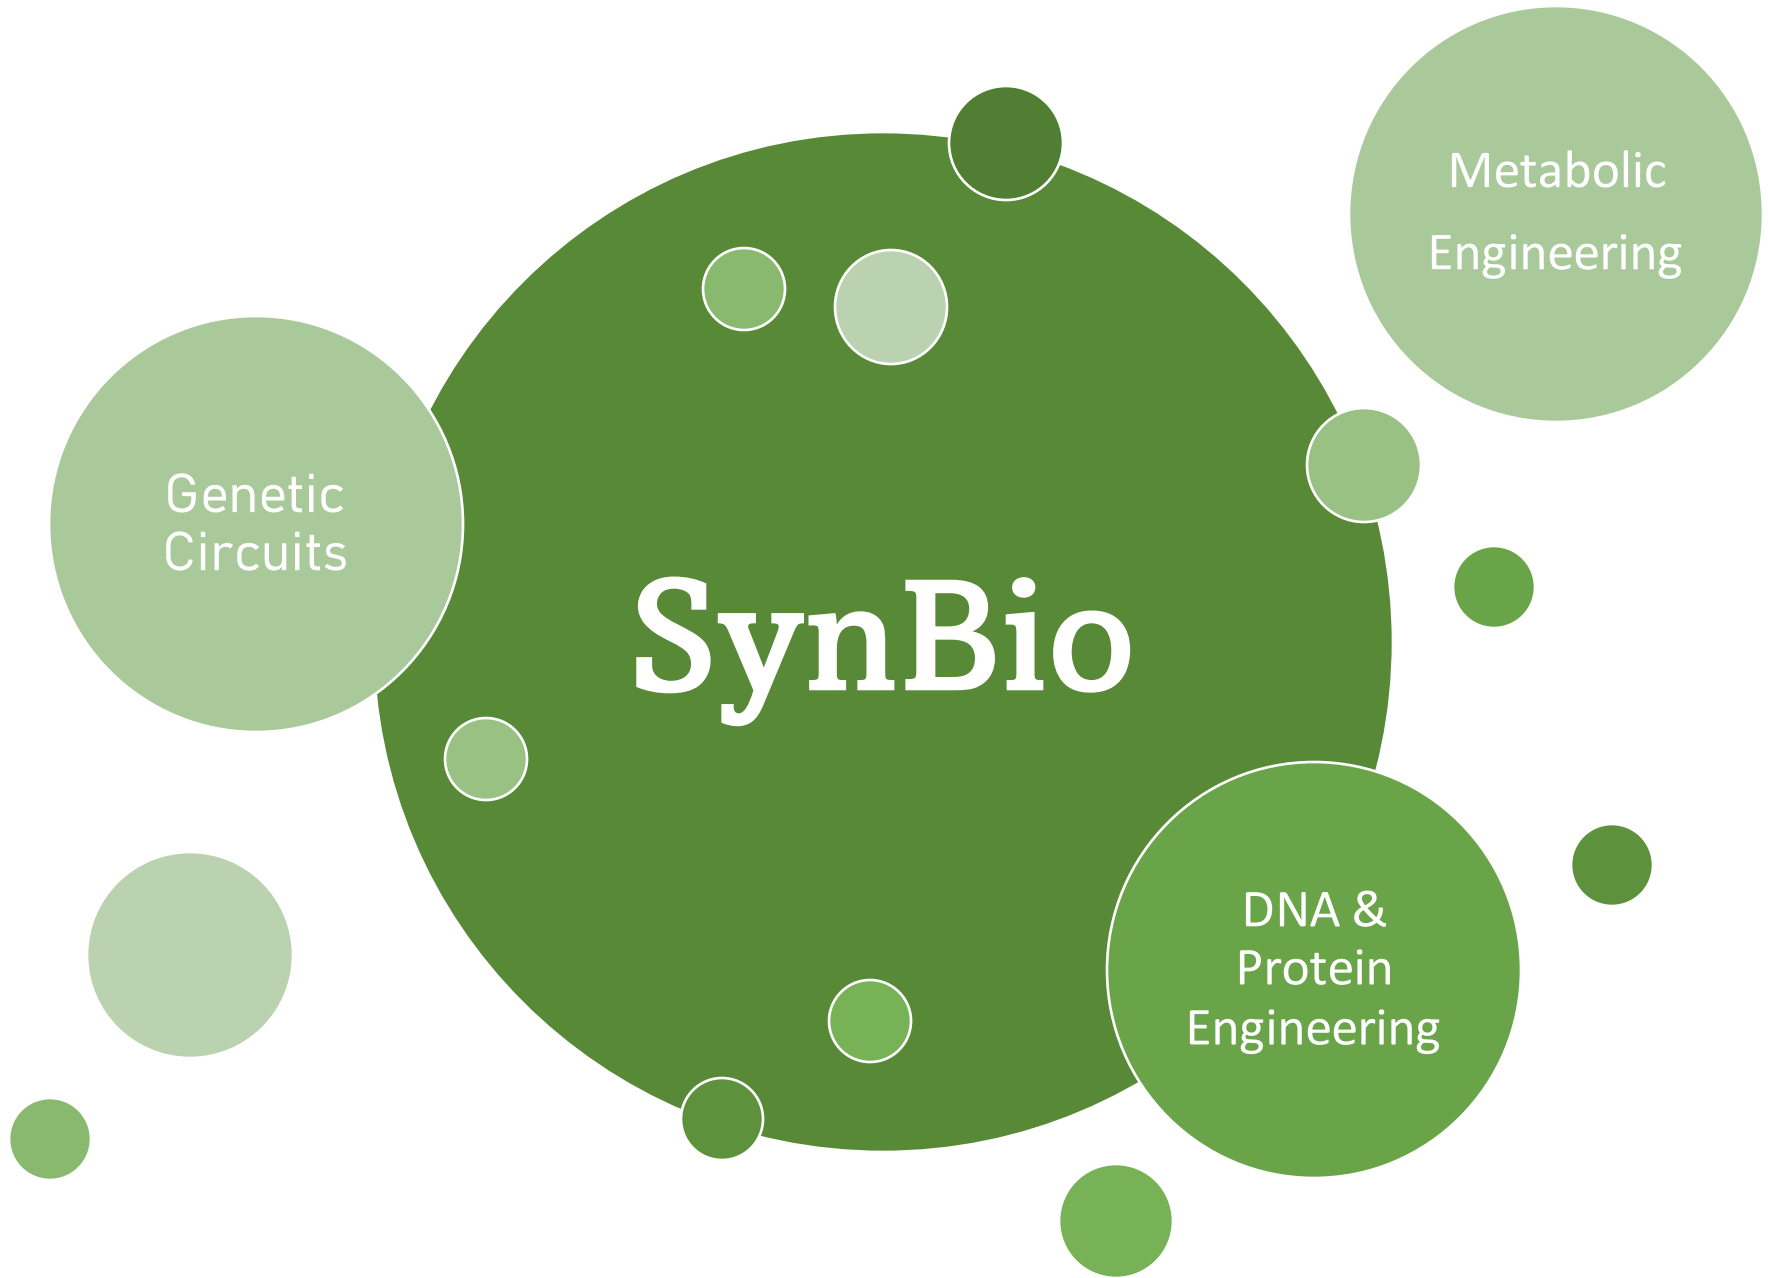 Metabolic
Engineering
Genetic
Circuits
SynBio
DNA &
Protein
Engineering